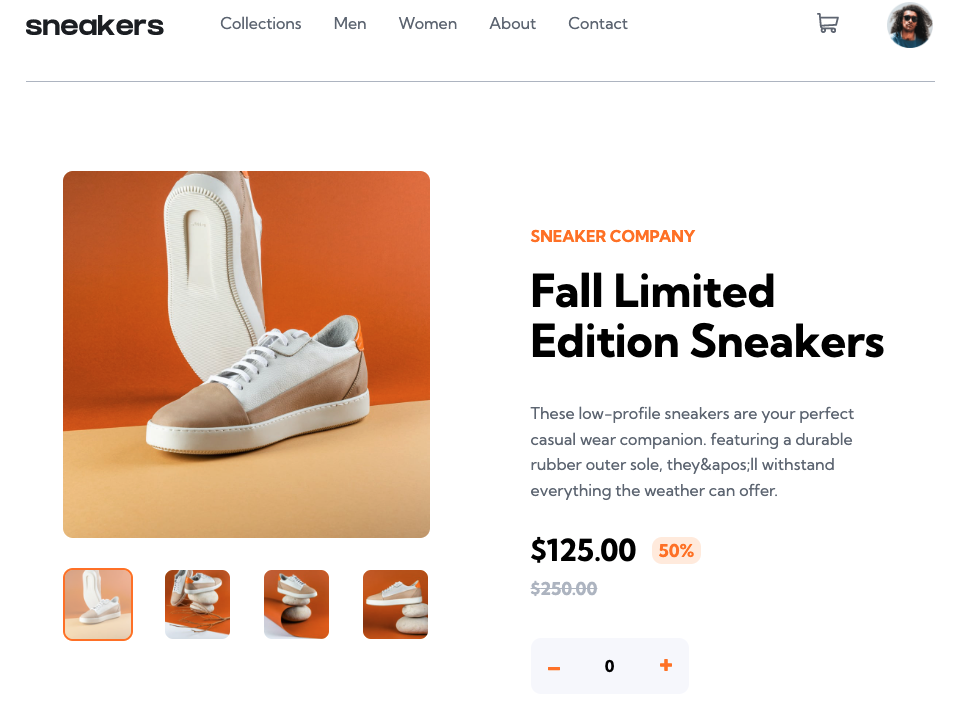 sneakers
Collections Men Women About Contact
SNEAKER COMPANY
Fall Limited
Edition Sneakers
These low-profile sneakers are your perfect
casual wear companion. featuring a durable
rubber outer sole, they&apos;ll withstand
everything the weather can offer.
$125.00 50%
$250.00
0